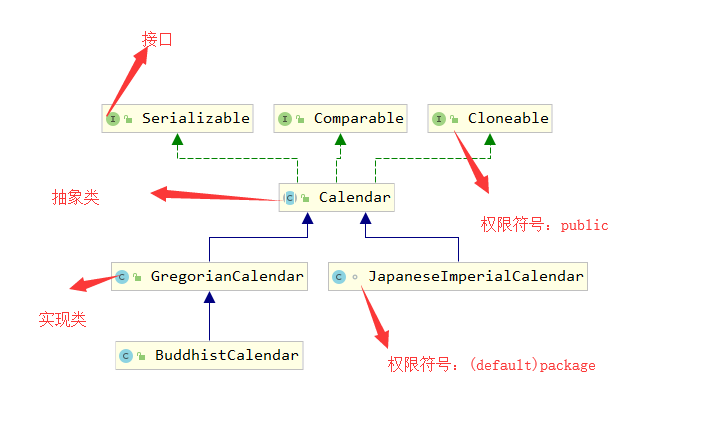 接口
I Serializable
I Comparable
I Cloneable
抽象类
C Calendar
权限符号：public
C GregorianCalendar
C JapaneseImperialCalendar
实现类
C BuddhistCalendar
权限符号：(default)package